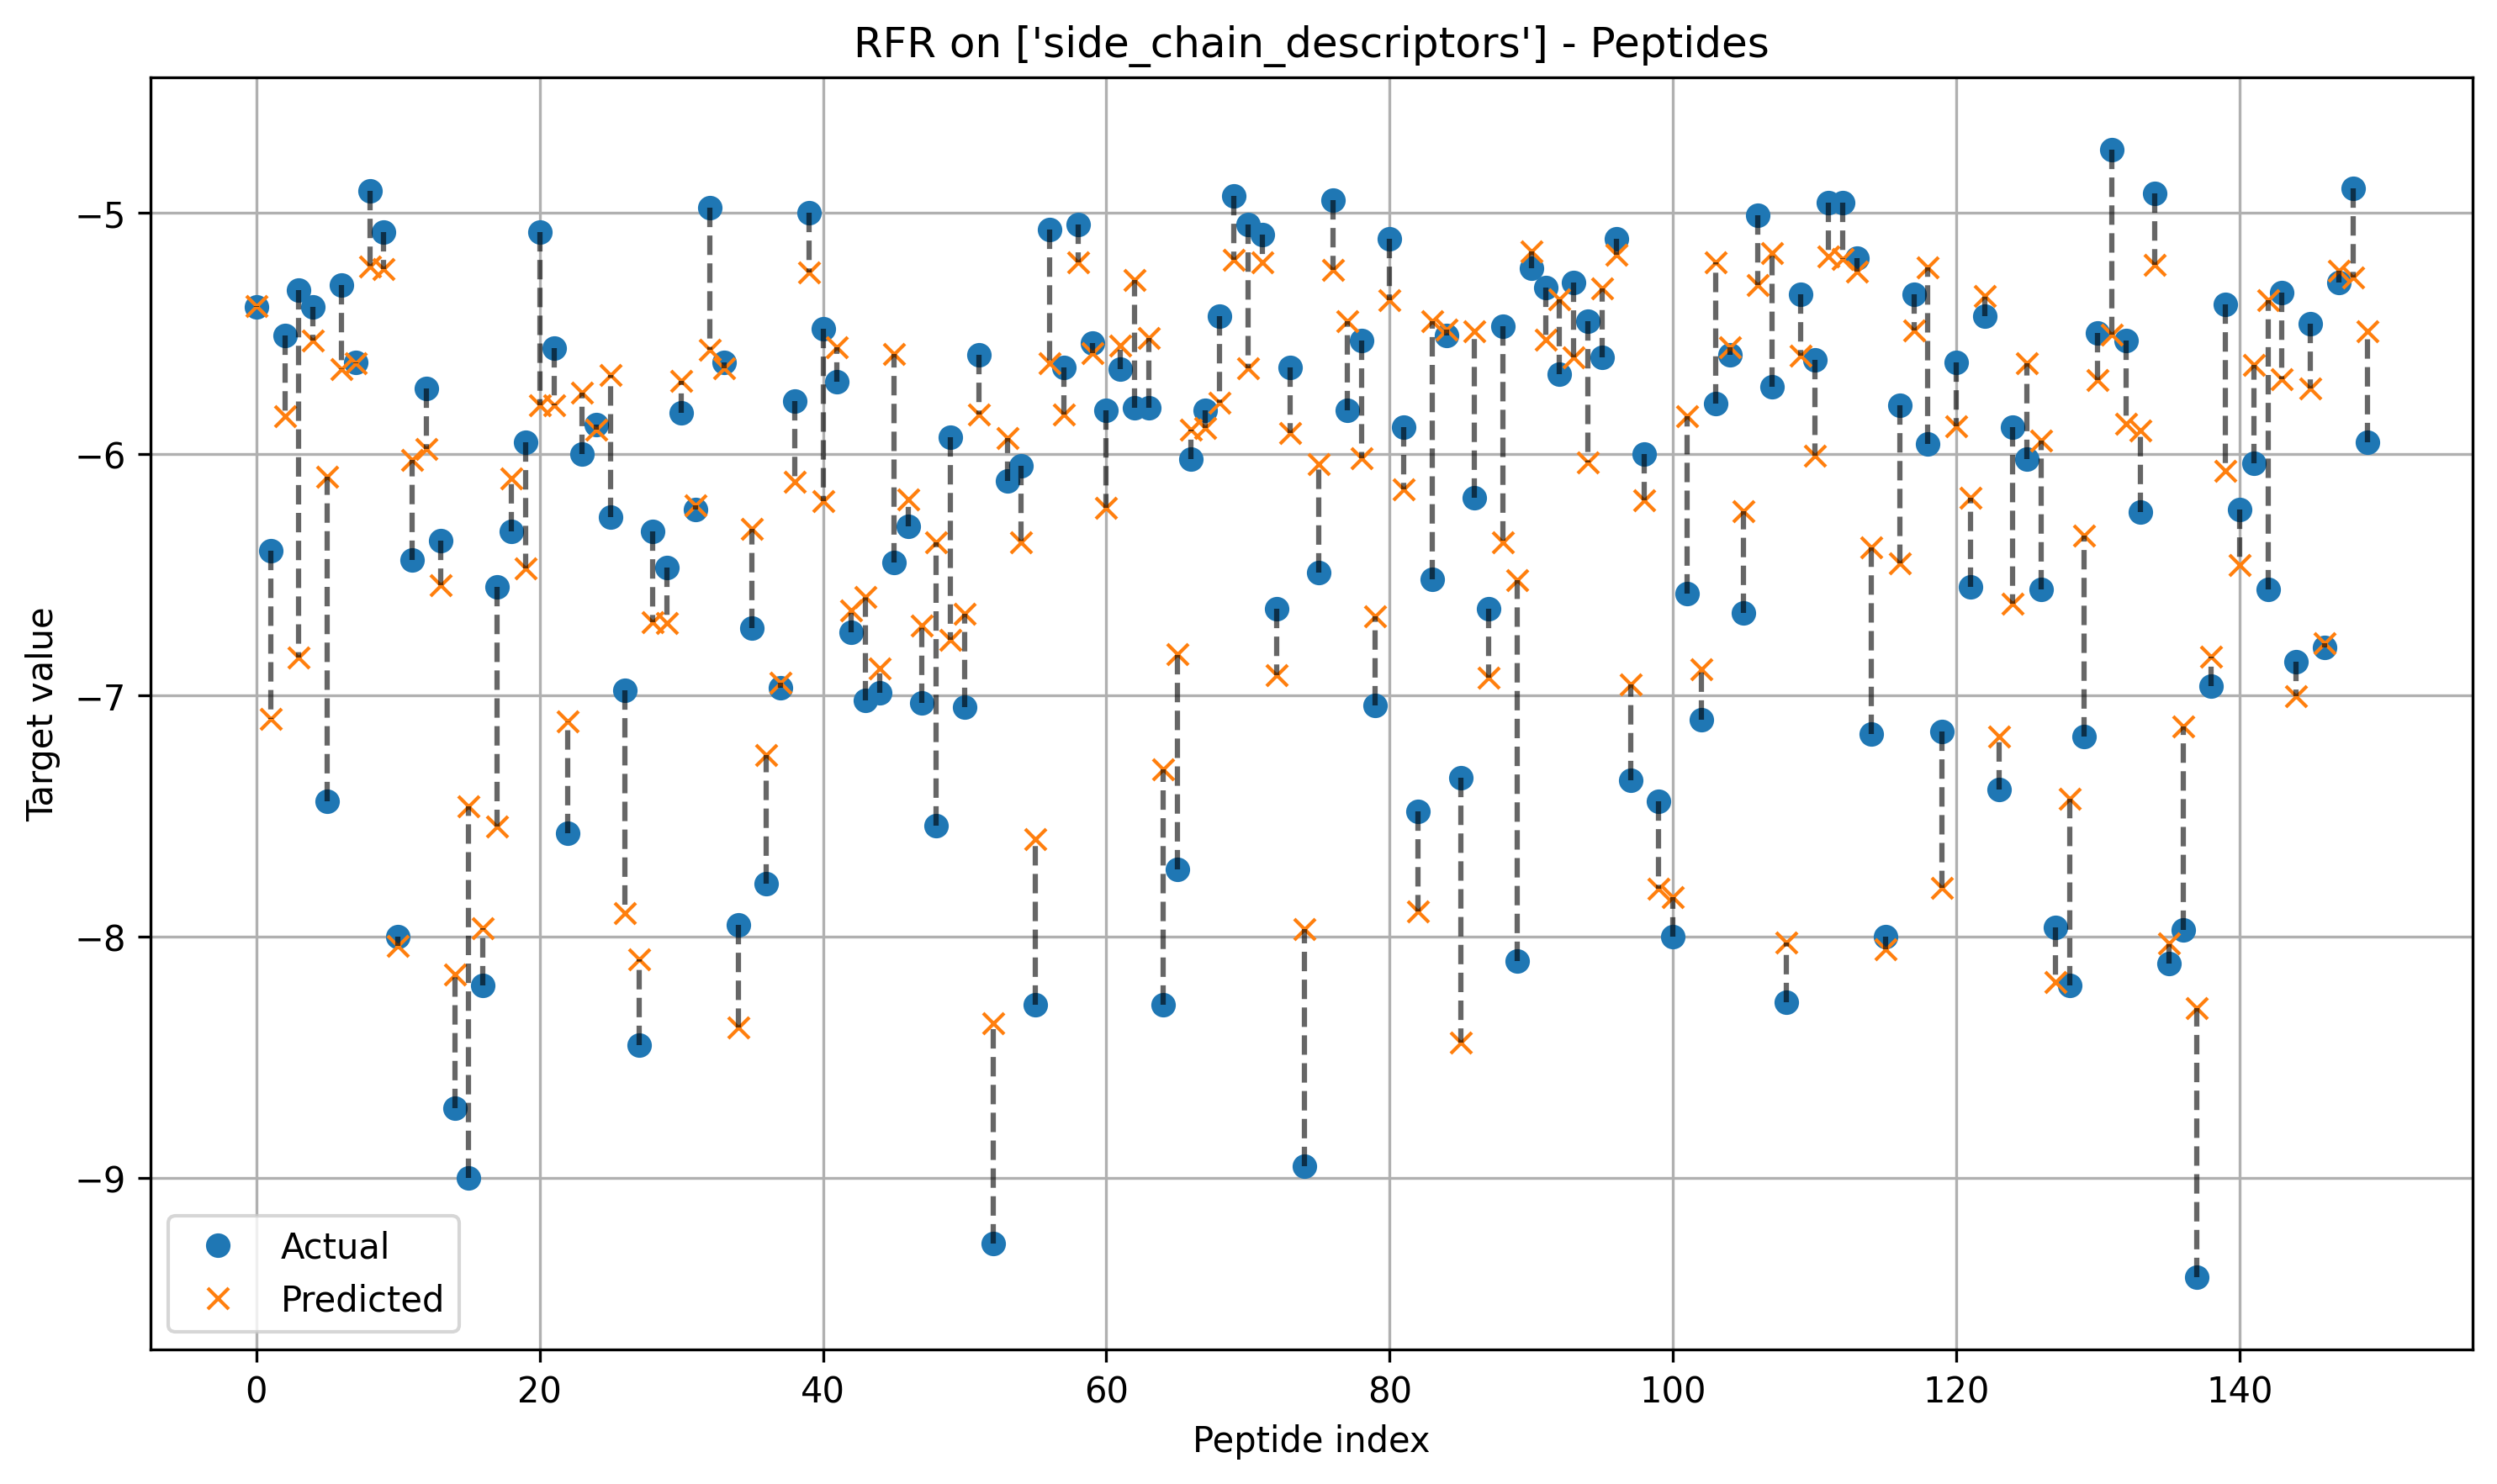 RFR on ['side_chain_descriptors'] - Peptides
Target value
−5
−6
−7
−8
−9
Actual
Predicted
0 20 40 60 80 100 120 140
Peptide index